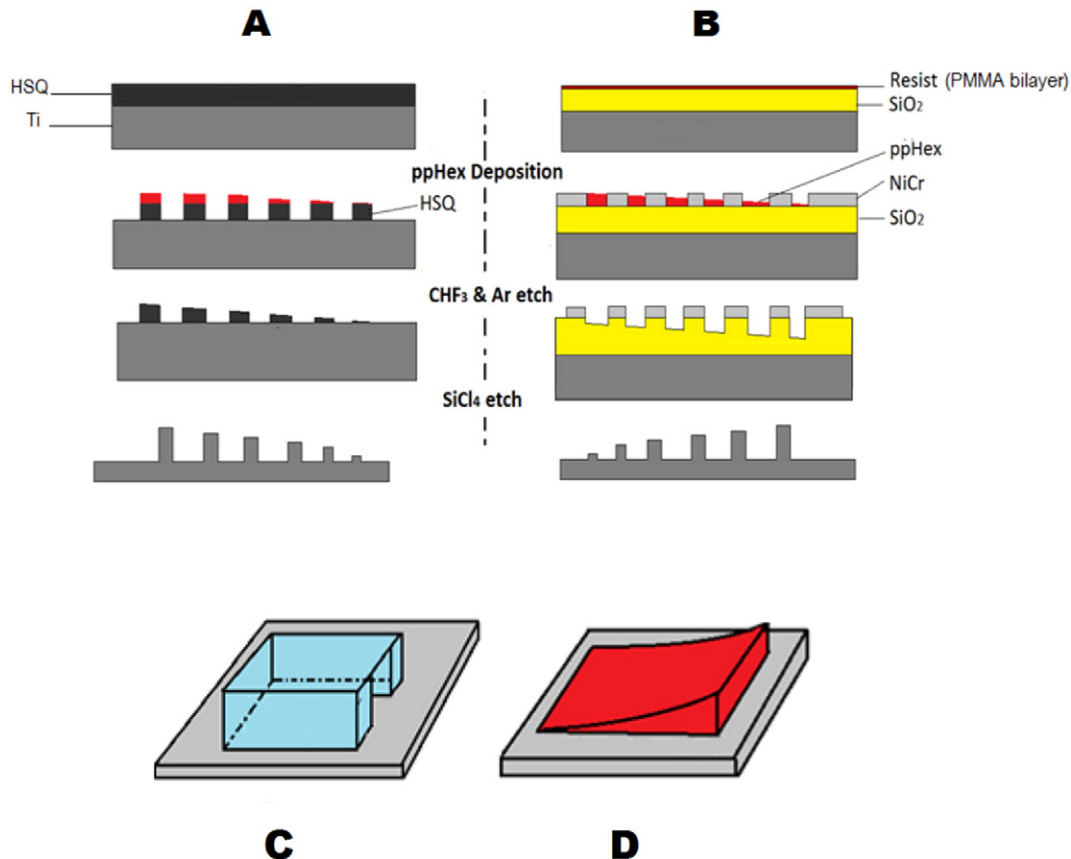 A
B
HSQ
Ti
Resist (PMMA bilayer)
SiO₂
ppHex Deposition
HSQ
ppHex
NiCr
SiO₂
CHF₃ & Ar etch
SiCl₄ etch
C
D